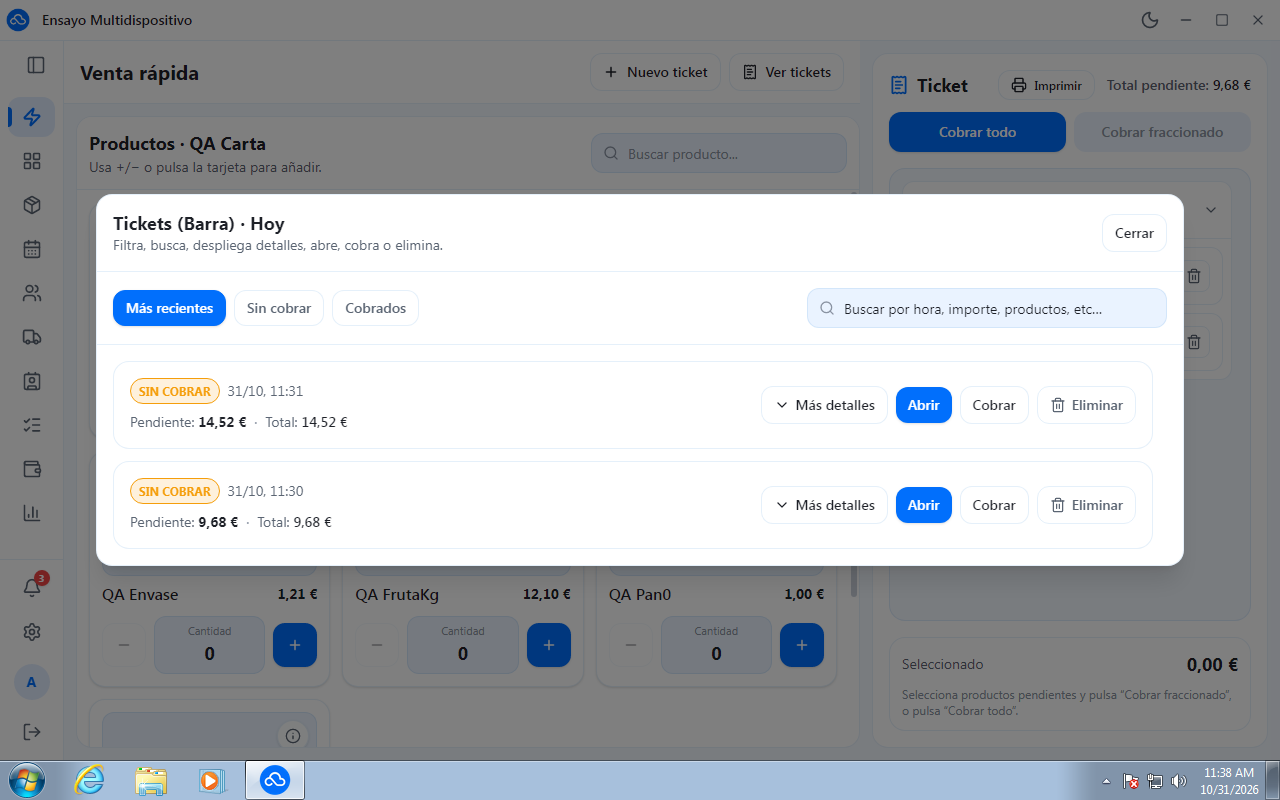 Ensayo Multidispositivo
Venta rápida
+ Nuevo ticket
Ver tickets
Ticket
Imprimir
Total pendiente: 9,68 €
Cobrar todo
Cobrar fraccionado
Productos · QA Carta
Usa +/− o pulsa la tarjeta para añadir.
Buscar producto...
Tickets (Barra) · Hoy
Filtra, busca, despliega detalles, abre, cobra o elimina.
Cerrar
Más recientes
Sin cobrar
Cobrados
Buscar por hora, importe, productos, etc...
SIN COBRAR 31/10, 11:31
Pendiente: 14,52 € · Total: 14,52 €
Más detalles
Abrir
Cobrar
Eliminar
SIN COBRAR 31/10, 11:30
Pendiente: 9,68 € · Total: 9,68 €
Más detalles
Abrir
Cobrar
Eliminar
QA Envase 1,21 €
QA FrutaKg 12,10 €
QA Pan0 1,00 €
− Cantidad 0 +
− Cantidad 0 +
− Cantidad 0 +
Seleccionado 0,00 €
Selecciona productos pendientes y pulsa "Cobrar fraccionado",
o pulsa "Cobrar todo".
3
A
11:38 AM
10/31/2026